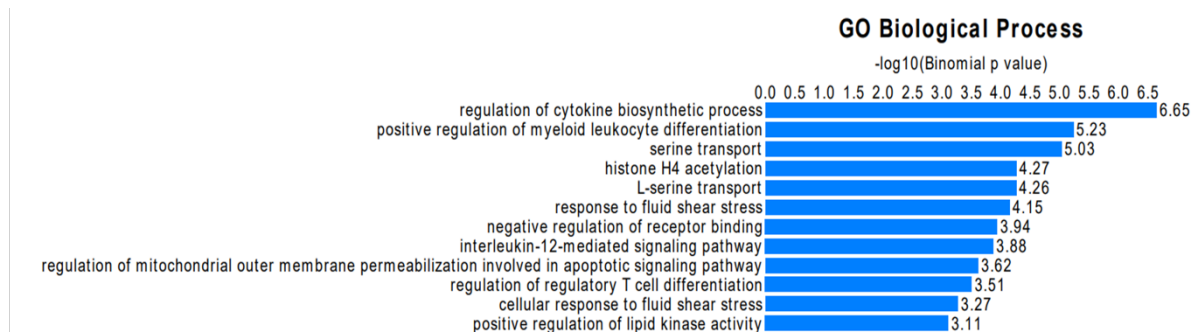 GO Biological Process
-log10(Binomial p value)
0.0 0.5 1.0 1.5 2.0 2.5 3.0 3.5 4.0 4.5 5.0 5.5 6.0 6.5
regulation of cytokine biosynthetic process 6.65
positive regulation of myeloid leukocyte differentiation 5.23
serine transport 5.03
histone H4 acetylation 4.27
L-serine transport 4.26
response to fluid shear stress 4.15
negative regulation of receptor binding 3.94
interleukin-12-mediated signaling pathway 3.88
regulation of mitochondrial outer membrane permeabilization involved in apoptotic signaling pathway 3.62
regulation of regulatory T cell differentiation 3.51
cellular response to fluid shear stress 3.27
positive regulation of lipid kinase activity 3.11